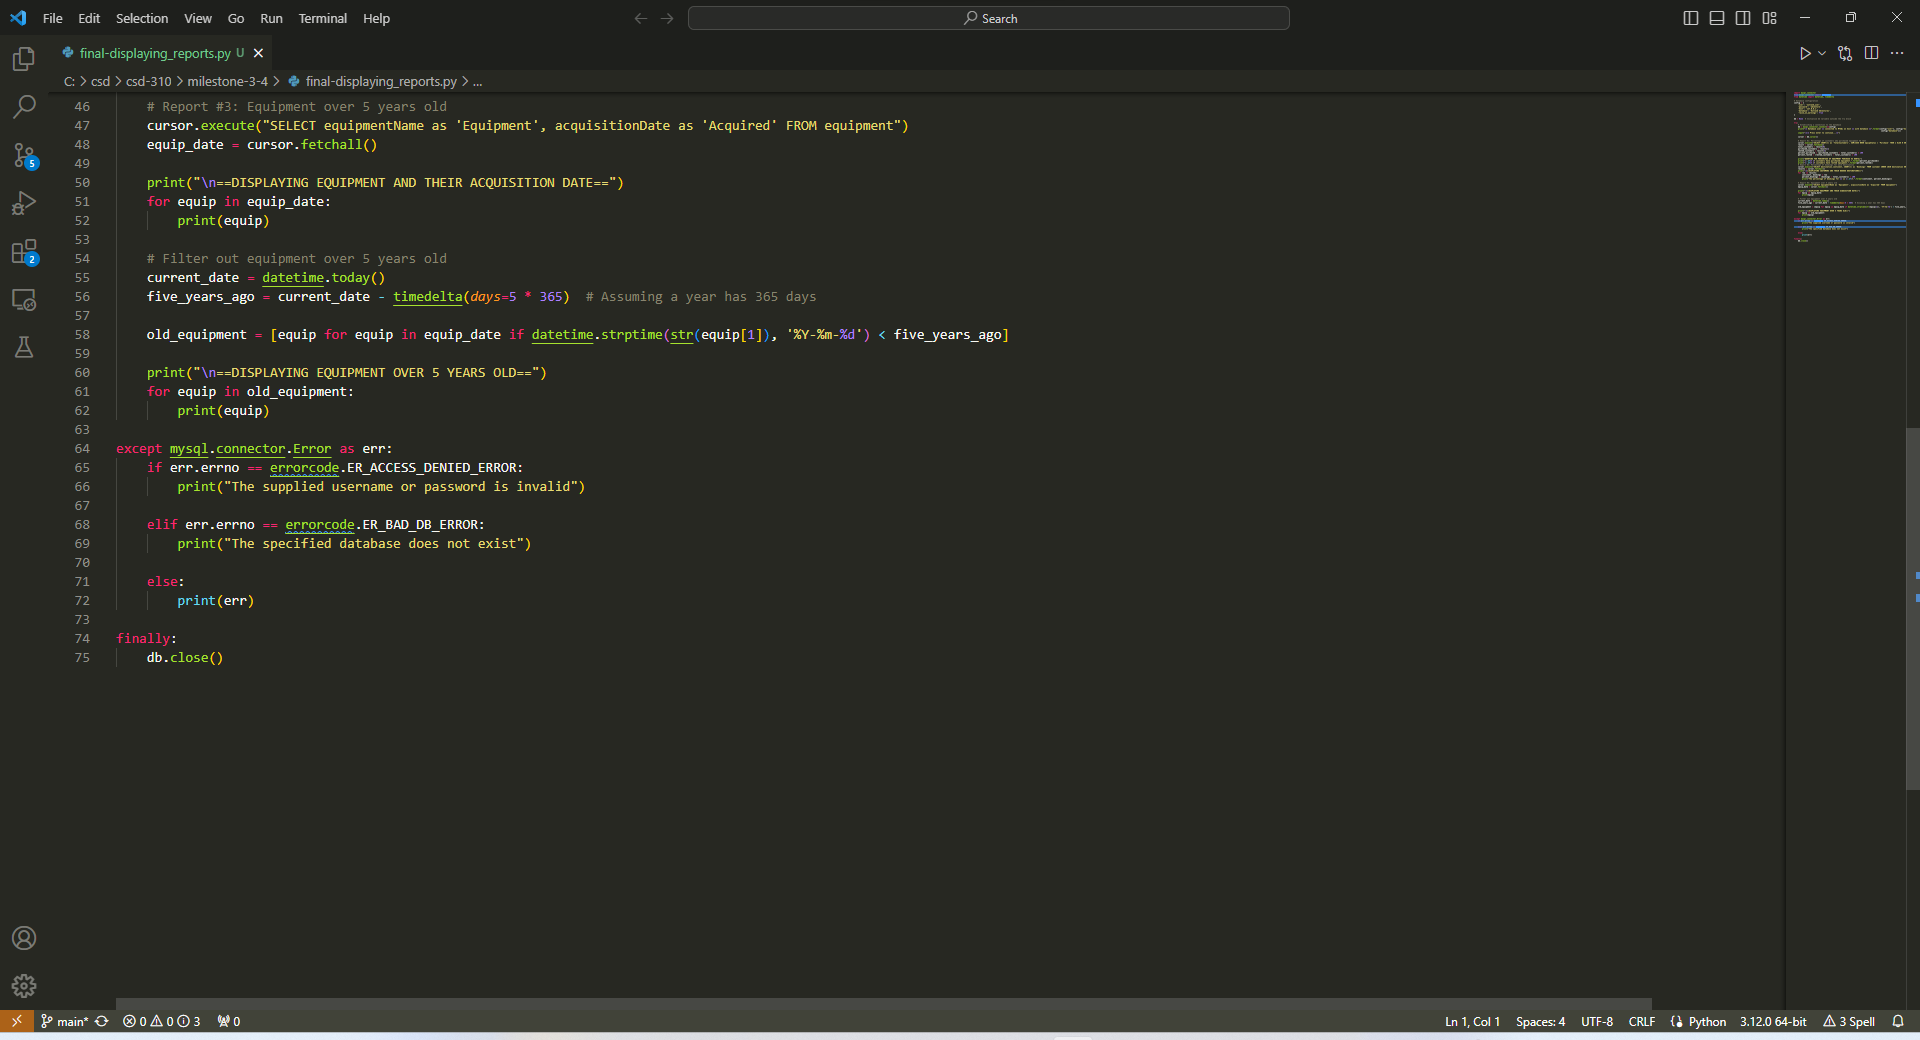 File Edit Selection View Go Run Terminal Help
Search
final-displaying_reports.py U
C: > csd > csd-310 > milestone-3-4 > final-displaying_reports.py > ...
46 # Report #3: Equipment over 5 years old
47 cursor.execute("SELECT equipmentName as 'Equipment', acquisitionDate as 'Acquired' FROM equipment")
48 equip_date = cursor.fetchall()
49
50 print("\n==DISPLAYING EQUIPMENT AND THEIR ACQUISITION DATE==")
51 for equip in equip_date:
52 print(equip)
53
54 # Filter out equipment over 5 years old
55 current_date = datetime.today()
56 five_years_ago = current_date - timedelta(days=5 * 365)  # Assuming a year has 365 days
57
58 old_equipment = [equip for equip in equip_date if datetime.strptime(str(equip[1]), '%Y-%m-%d') < five_years_ago]
59
60 print("\n==DISPLAYING EQUIPMENT OVER 5 YEARS OLD==")
61 for equip in old_equipment:
62 print(equip)
63
64 except mysql.connector.Error as err:
65 if err.errno == errorcode.ER_ACCESS_DENIED_ERROR:
66 print("The supplied username or password is invalid")
67
68 elif err.errno == errorcode.ER_BAD_DB_ERROR:
69 print("The specified database does not exist")
70
71 else:
72 print(err)
73
74 finally:
75 db.close()
5
2
main* 0 0 3 0 Ln 1, Col 1 Spaces: 4 UTF-8 CRLF Python 3.12.0 64-bit 3 Spell